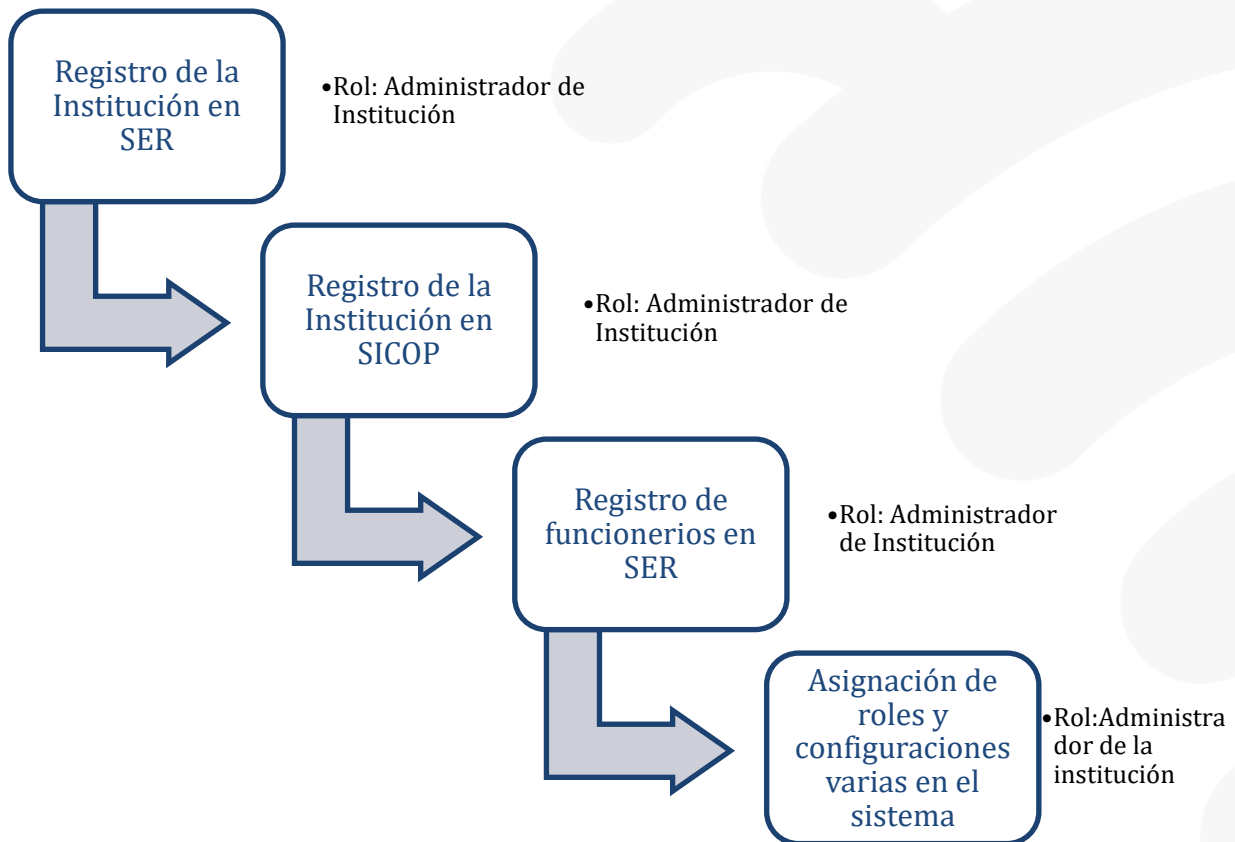 Registro de la
Institución en
SER
•Rol: Administrador de
Institución
Registro de la
Institución en
SICOP
•Rol: Administrador de
Institución
Registro de
funcionerios en
SER
•Rol: Administrador
de Institución
Asignación de
roles y
configuraciones
varias en el
sistema
•Rol:Administra
dor de la
institución